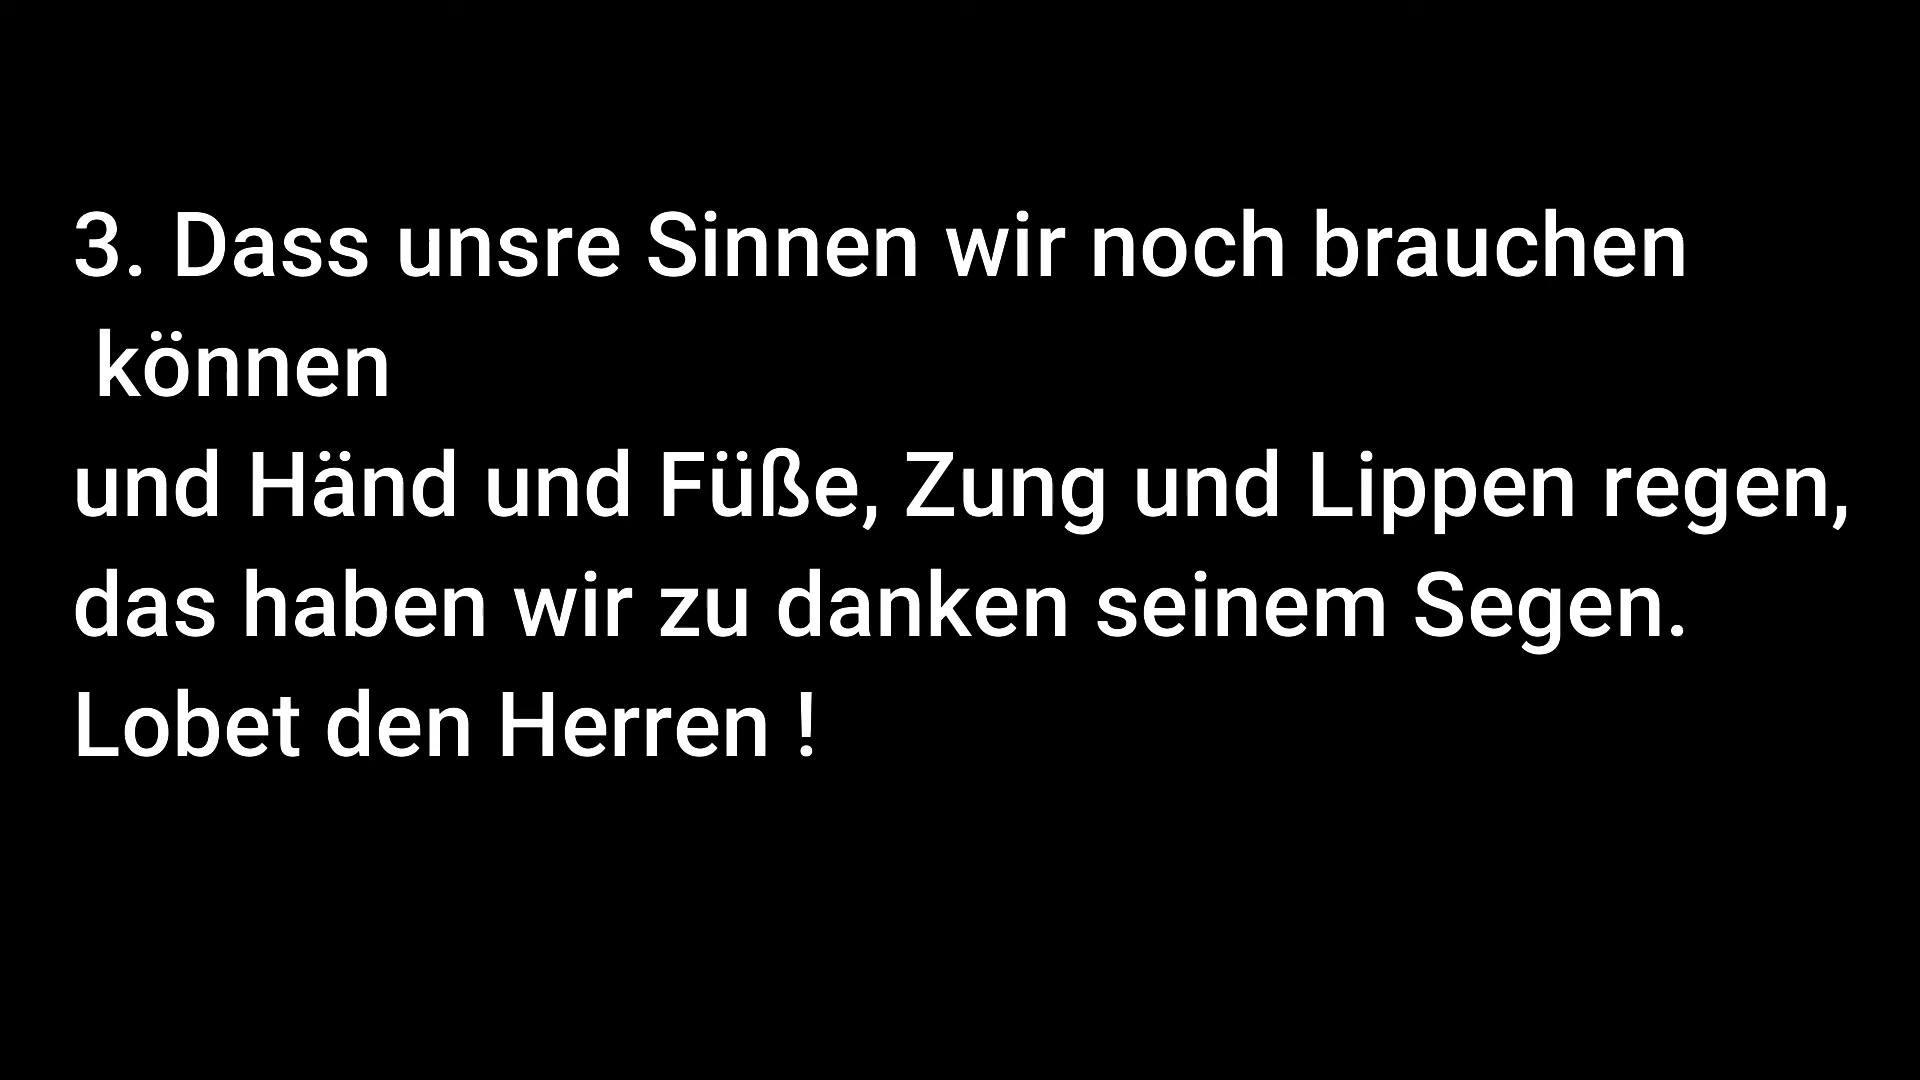 3. Dass unsre Sinnen wir noch brauchen
können
und Händ und Füße, Zung und Lippen regen,
das haben wir zu danken seinem Segen.
Lobet den Herren !